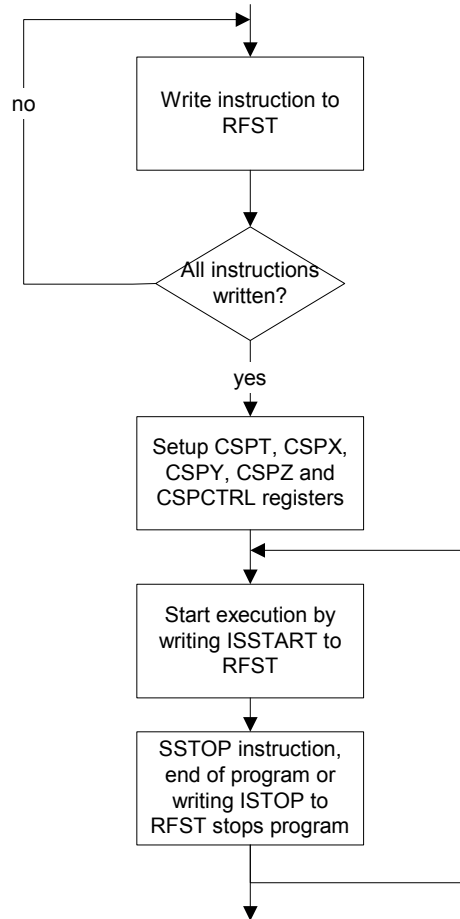 no
Write instruction to
RFST
All instructions
written?
yes
Setup CSPT, CSPX,
CSPY, CSPZ and
CSPCTRL registers
Start execution by
writing ISSTART to
RFST
SSTOP instruction,
end of program or
writing ISTOP to
RFST stops program